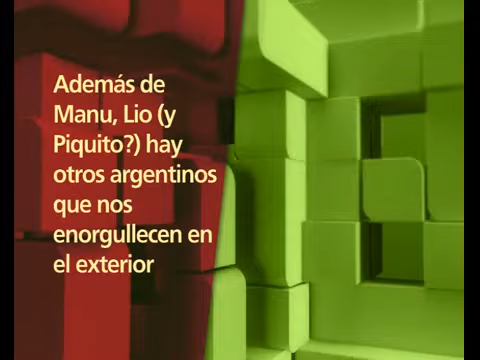 Además de
Manu, Lio (y
Piquito?) hay
otros argentinos
que nos
enorgullecen en
el exterior